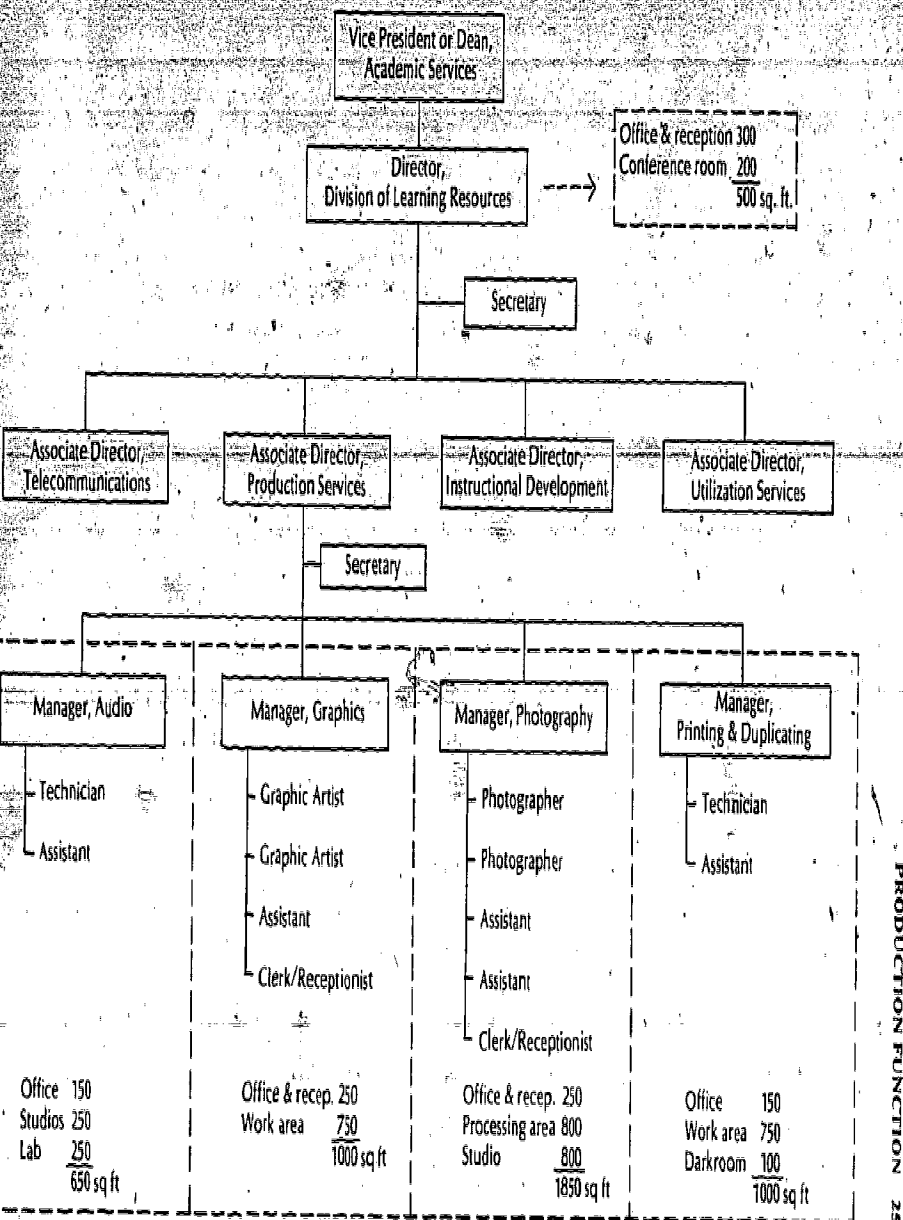 Vice President or Dean,
Academic Services
Director,
Division of Learning Resources
Office & reception 300
Conference room 200
500 sq. ft.
Secretary
Associate Director,
Telecommunications
Associate Director,
Production Services
Associate Director,
Instructional Development
Associate Director,
Utilization Services
Secretary
Manager, Audio
Technician
Assistant
Office 150
Studios 250
Lab 250
650 sq ft
Manager, Graphics
Graphic Artist
Graphic Artist
Assistant
Clerk/Receptionist
Office & recep. 250
Work area 750
1000 sq ft
Manager, Photography
Photographer
Photographer
Assistant
Assistant
Clerk/Receptionist
Office & recep. 250
Processing area 800
Studio 800
1850 sq ft
Manager,
Printing & Duplicating
Technician
Assistant
Office 150
Work area 750
Darkroom 100
1000 sq ft
PRODUCTION FUNCTION